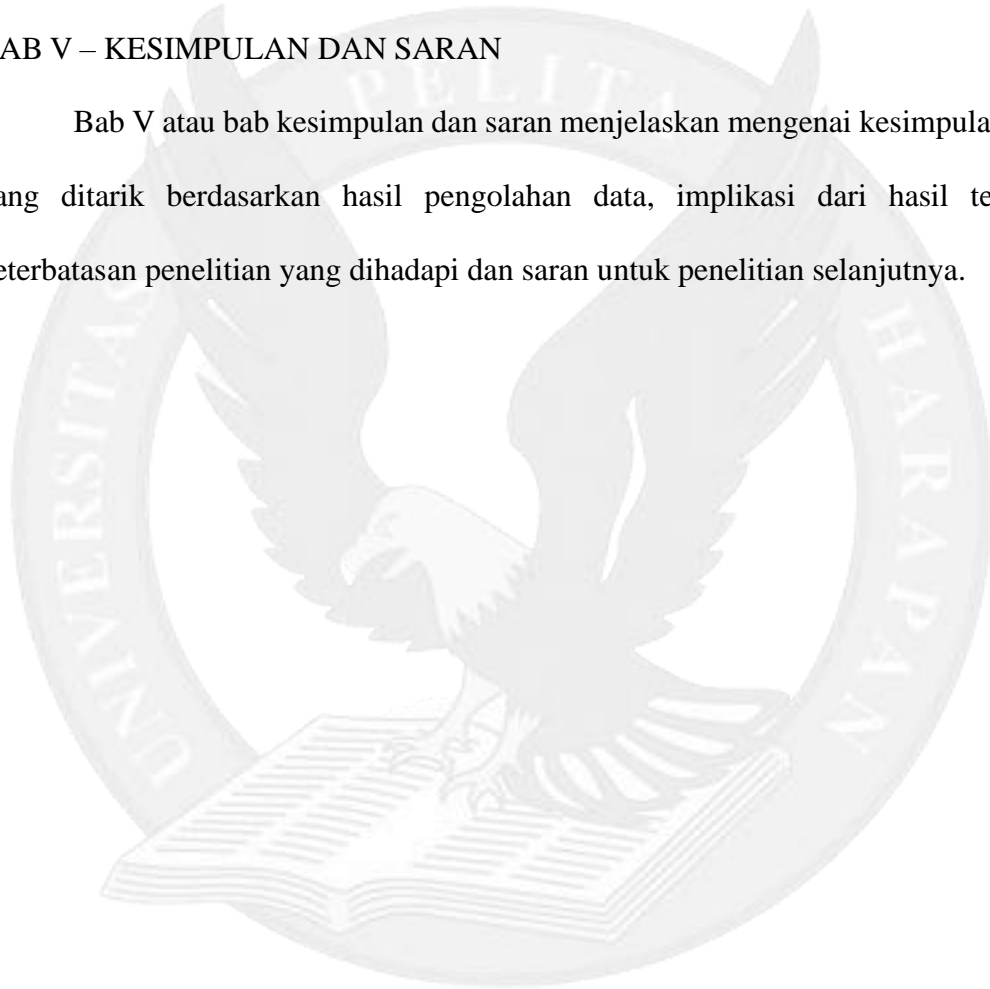 AB V – KESIMPULAN DAN SARAN
Bab V atau bab kesimpulan dan saran menjelaskan mengenai kesimpula
ang ditarik berdasarkan hasil pengolahan data, implikasi dari hasil te
eterbatasan penelitian yang dihadapi dan saran untuk penelitian selanjutnya.
UNIVERSITAS PELITA HARAPAN